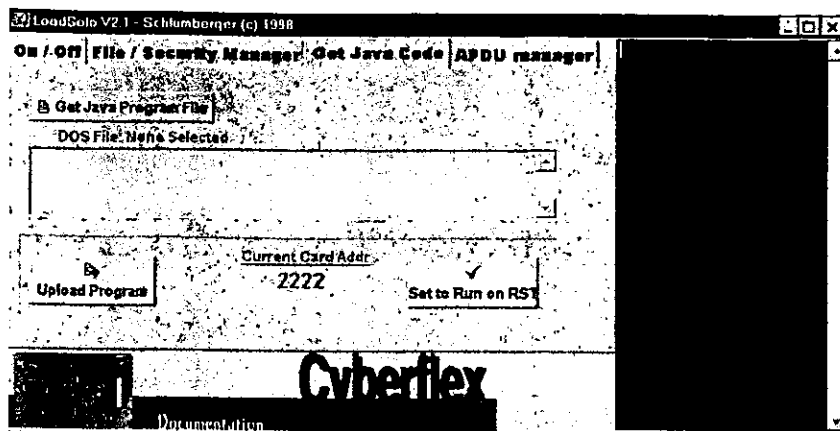 LoadSolo V2.1 - Schlumberger (c) 1998
On / Off File / Security Manager Get Java Code APDU manager
Get Java Program File
DOS File: None Selected
Current Card Addr
2222
Upload Program
Set to Run on RST
Cyberflex
Documentation